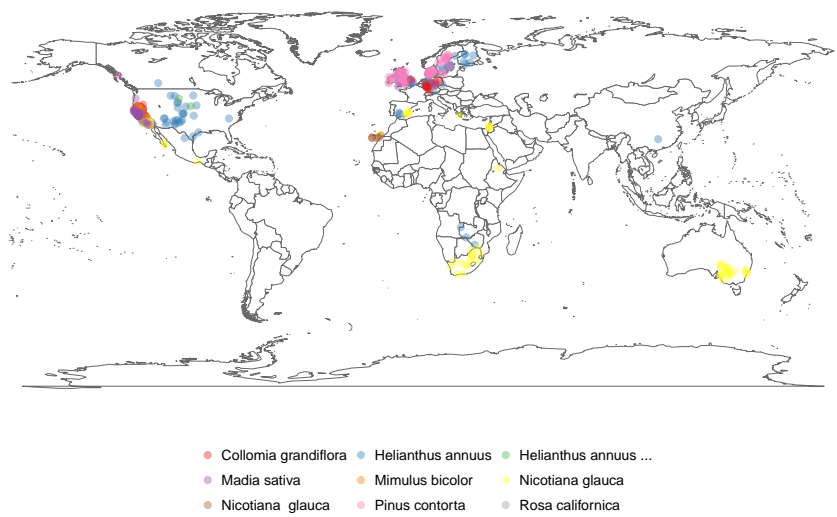 Collomia grandiflora Helianthus annuus Helianthus annuus ...
Madia sativa Mimulus bicolor Nicotiana glauca
Nicotiana  glauca Pinus contorta Rosa californica